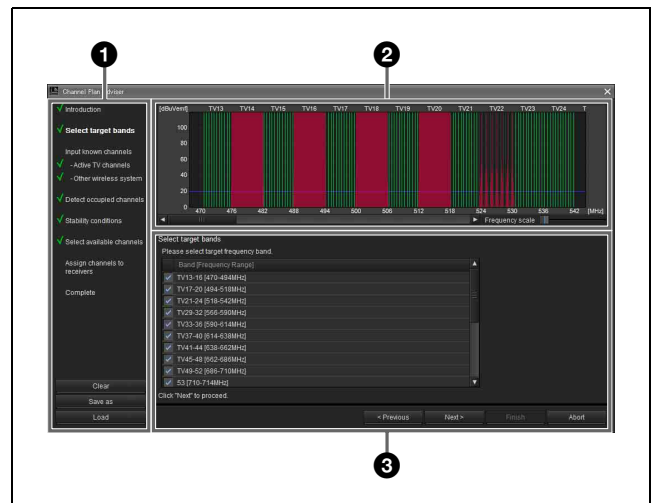 1
2
Channel Plan Adviser
[dBuVemf] TV13 TV14 TV15 TV16 TV17 TV18 TV19 TV20 TV21 TV22 TV23 TV24 T
100
80
60
40
20
0
470 476 482 488 494 500 506 512 518 524 530 536 542 [MHz]
Frequency scale
Introduction
Select target bands
Input known channels
- Active TV channels
- Other wireless system
Detect occupied channels
Stability conditions
Select available channels
Assign channels to
receivers
Complete
Clear
Save as
Load
Select target bands
Please select target frequency band.
Band [Frequency Range]
TV13-16 [470-494MHz]
TV17-20 [494-518MHz]
TV21-24 [518-542MHz]
TV29-32 [566-590MHz]
TV33-36 [590-614MHz]
TV37-40 [614-638MHz]
TV41-44 [638-662MHz]
TV45-48 [662-686MHz]
TV49-52 [686-710MHz]
53 [710-714MHz]
Click "Next" to proceed.
< Previous Next > Finish Abort
3